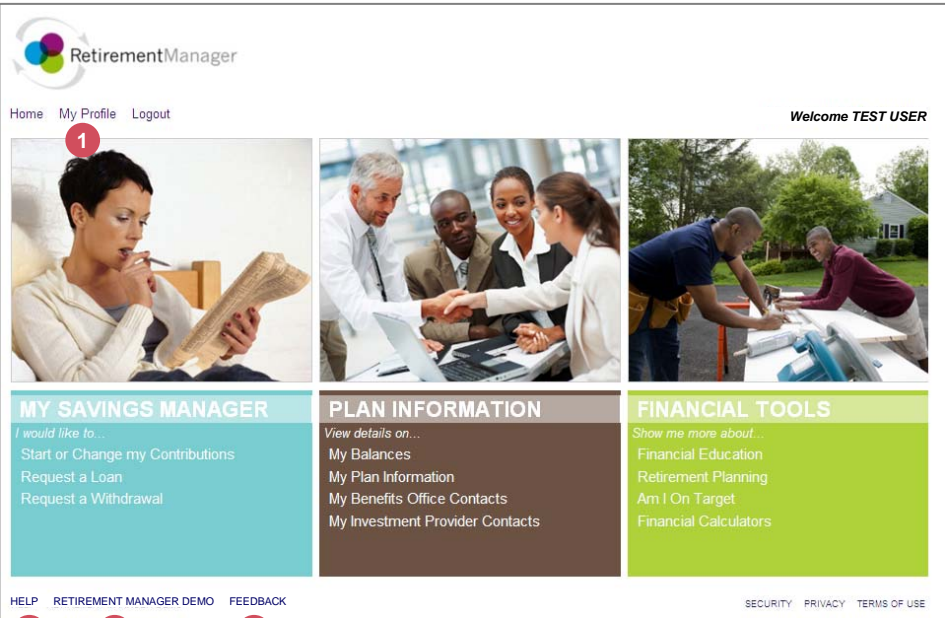 RetirementManager
Home My Profile Logout
Welcome TEST USER
1
MY SAVINGS MANAGER
I would like to...
Start or Change my Contributions
Request a Loan
Request a Withdrawal
PLAN INFORMATION
View details on...
My Balances
My Plan Information
My Benefits Office Contacts
My Investment Provider Contacts
FINANCIAL TOOLS
Show me more about...
Financial Education
Retirement Planning
Am I On Target
Financial Calculators
HELP RETIREMENT MANAGER DEMO FEEDBACK
SECURITY PRIVACY TERMS OF USE